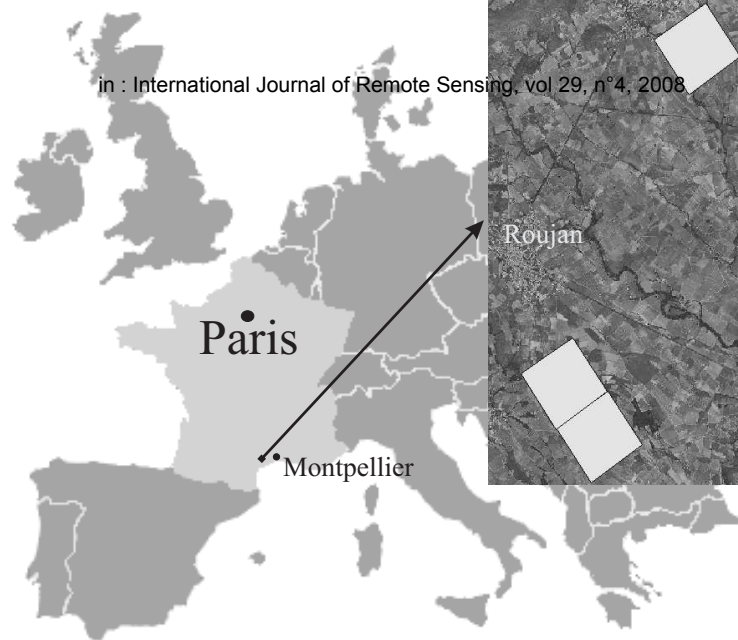 in : International Journal of Remote Sensing, vol 29, n°4, 2008
Roujan
Paris
Montpellier